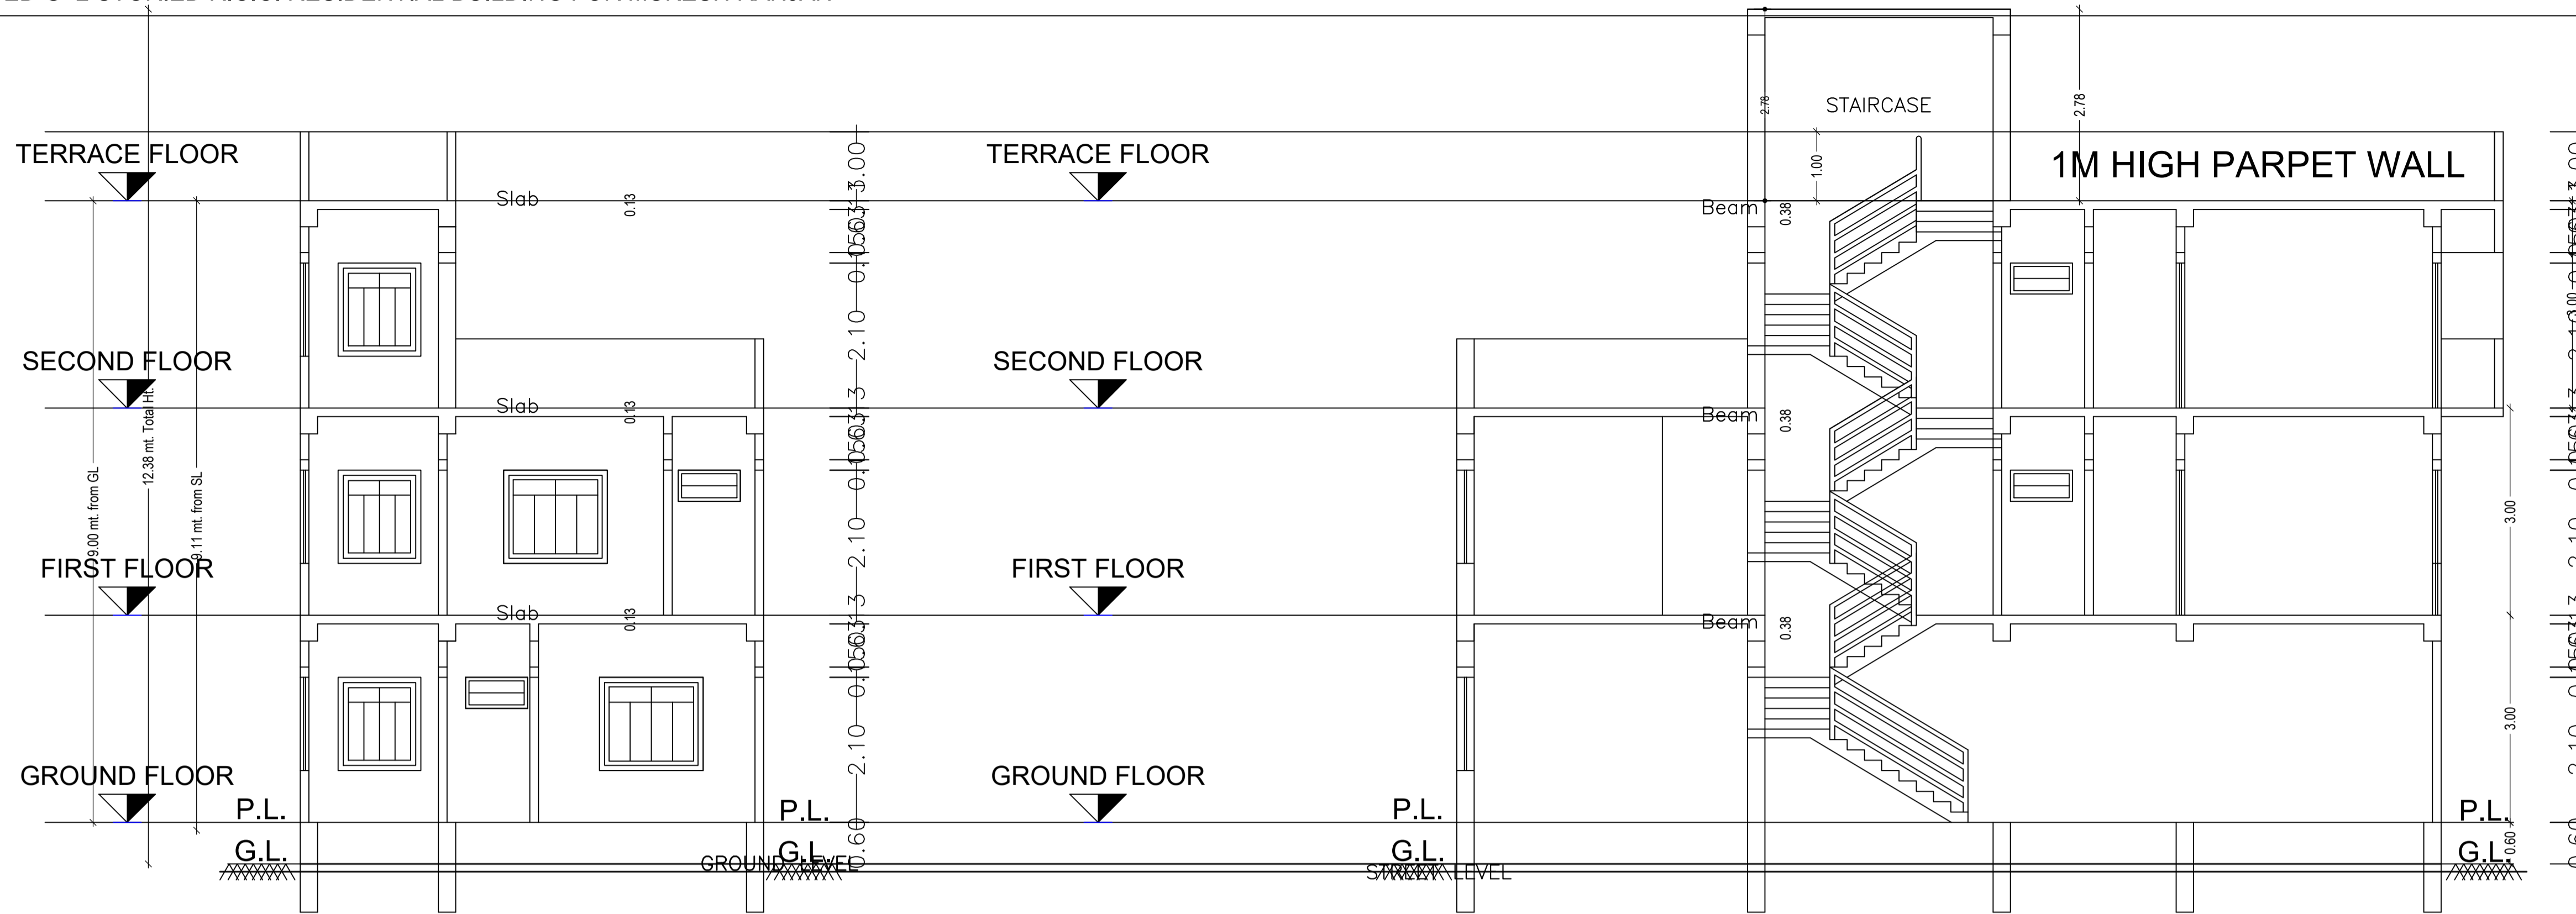 STAIRCASE
2.78
2.78
TERRACE FLOOR
TERRACE FLOOR
1M HIGH PARPET WALL
1.00
3.00
Slab
0.13
Beam
0.38
2.10
3.00
SECOND FLOOR
SECOND FLOOR
Slab
0.13
Beam
0.38
12.38 mt. Total Ht.
9.00 mt. from GL
9.11 mt. from SL
2.10
3.00
FIRST FLOOR
FIRST FLOOR
Slab
0.13
Beam
0.38
2.10
3.00
GROUND FLOOR
GROUND FLOOR
P.L.
P.L.
P.L.
P.L.
0.60
0.60
G.L.
G.L.
G.L.
G.L.
GROUND LEVEL